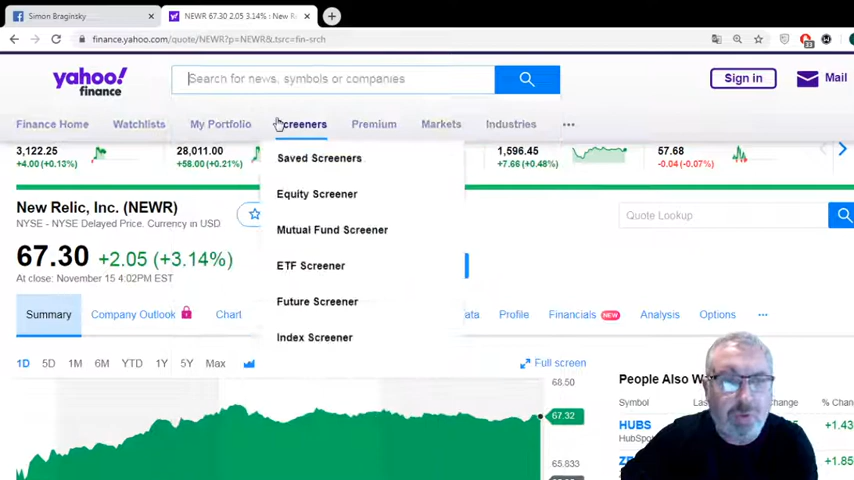 Simon Braginsky
NEWR 67.30 2.05 3.14% : New R
finance.yahoo.com/quote/NEWR?p=NEWR&.tsrc=fin-srch
33
yahoo!
finance
Search for news, symbols or companies
Sign in
Mail
Finance Home
Watchlists
My Portfolio
Screeners
Premium
Markets
Industries
3,122.25
+4.00 (+0.13%)
28,011.00
+58.00 (+0.21%)
1,596.45
+7.66 (+0.48%)
57.68
-0.04 (-0.07%)
Saved Screeners
Equity Screener
Mutual Fund Screener
ETF Screener
Future Screener
Index Screener
New Relic, Inc. (NEWR)
NYSE - NYSE Delayed Price. Currency in USD
Quote Lookup
67.30 +2.05 (+3.14%)
At close: November 15 4:02PM EST
Summary
Company Outlook
Chart
ata
Profile
Financials NEW
Analysis
Options
1D 5D 1M 6M YTD 1Y 5Y Max
Full screen
68.50
67.32
65.833
People Also W
Symbol Las
Change
% Chan
HUBS
+1.43
HubSpot
ZE
+1.85